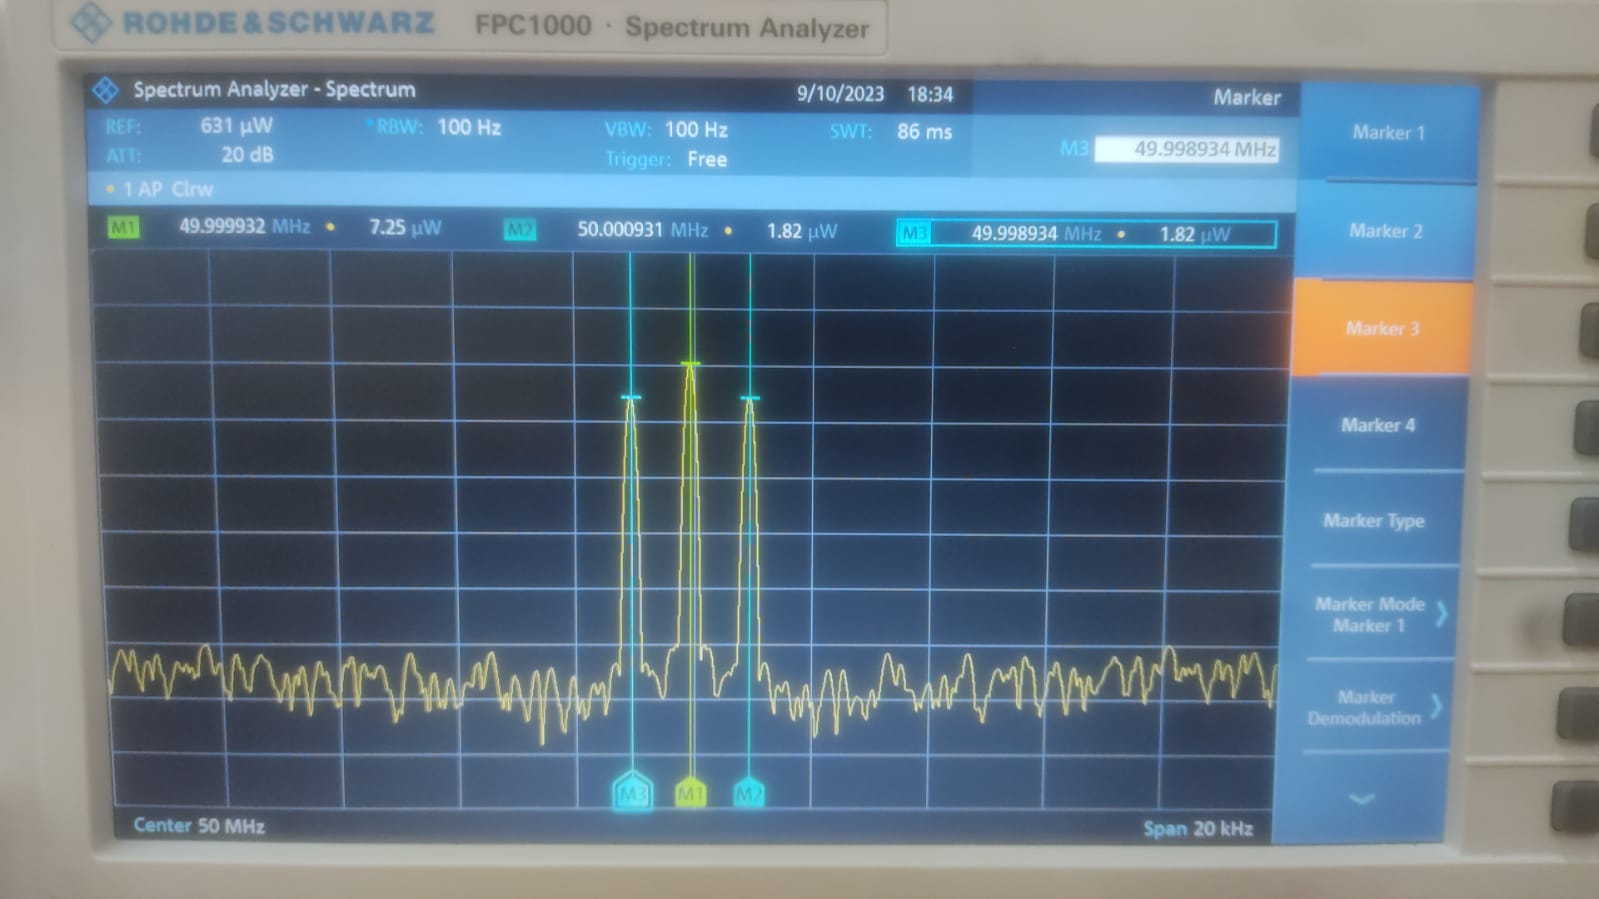 ROHDE&SCHWARZ FPC1000 · Spectrum Analyzer
Spectrum Analyzer - Spectrum 9/10/2023 18:34 Marker
REF: 631 µW • RBW: 100 Hz VBW: 100 Hz SWT: 86 ms
ATT: 20 dB Trigger: Free M3 49.998934 MHz
• 1 AP Clrw
M1 49.999932 MHz • 7.25 µW M2 50.000931 MHz • 1.82 µW M3 49.998934 MHz • 1.82 µW
Marker 1
Marker 2
Marker 3
Marker 4
Marker Type
Marker Mode
Marker 1
Marker
Demodulation
M3 M1 M2
Center 50 MHz Span 20 kHz